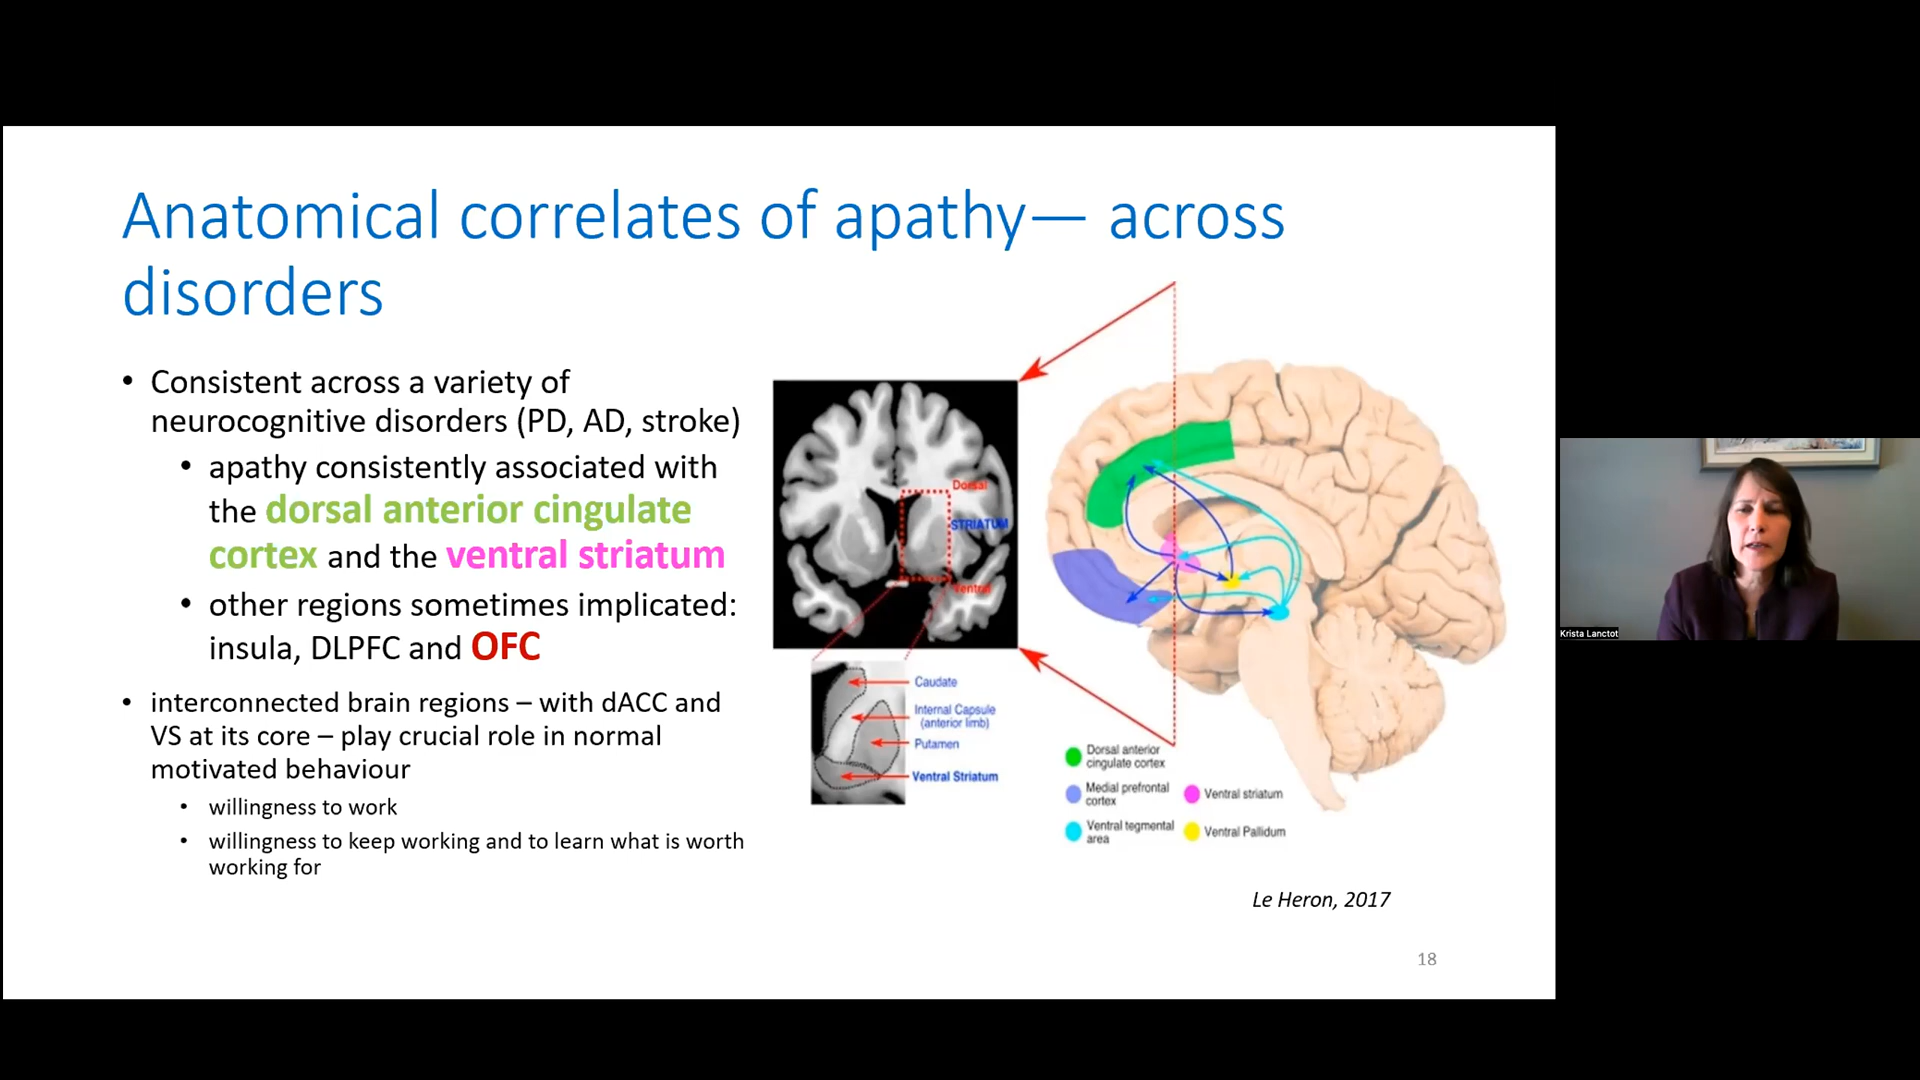 Anatomical correlates of apathy— across
disorders
• Consistent across a variety of
neurocognitive disorders (PD, AD, stroke)
• apathy consistently associated with
the dorsal anterior cingulate
cortex and the ventral striatum
• other regions sometimes implicated:
insula, DLPFC and OFC
• interconnected brain regions – with dACC and
VS at its core – play crucial role in normal
motivated behaviour
• willingness to work
• willingness to keep working and to learn what is worth
working for
Dorsal
STRIATUM
Ventral
Caudate
Internal Capsule
(anterior limb)
Putamen
Ventral Striatum
Dorsal anterior
cingulate cortex
Medial prefrontal
cortex
Ventral striatum
Ventral tegmental
area
Ventral Pallidum
Le Heron, 2017
18
Krista Lanctot